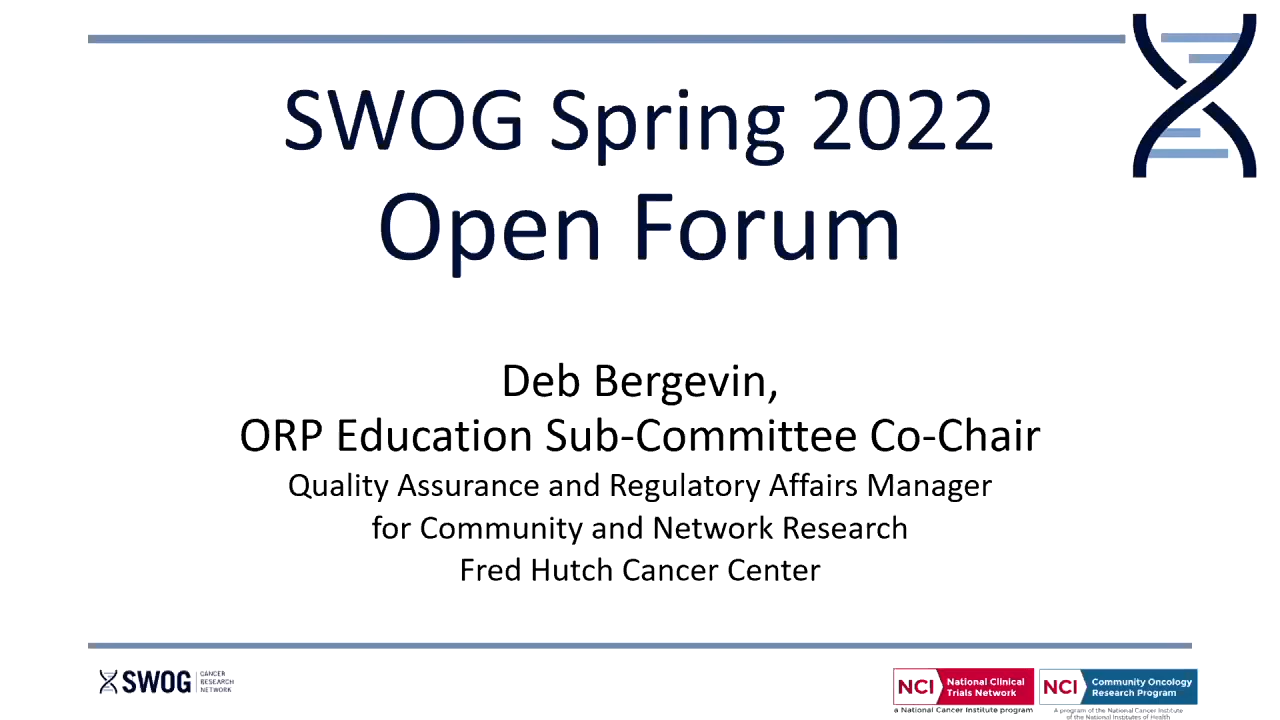 SWOG Spring 2022
Open Forum
Deb Bergevin,
ORP Education Sub-Committee Co-Chair
Quality Assurance and Regulatory Affairs Manager
for Community and Network Research
Fred Hutch Cancer Center
SWOG
CANCER
RESEARCH
NETWORK
NCI
National Clinical
Trials Network
a National Cancer Institute program
NCI
Community Oncology
Research Program
A program of the National Cancer Institute
of the National Institutes of Health